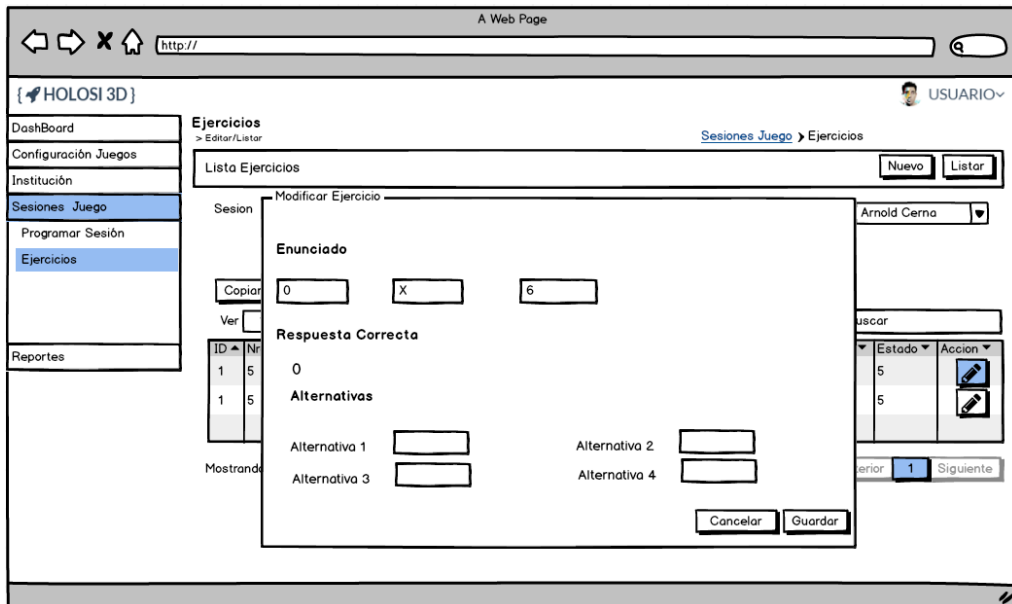 A Web Page
http://
{ HOLOSI 3D }
USUARIO
DashBoard
Configuración Juegos
Institución
Sesiones Juego
Programar Sesión
Ejercicios
Reportes
Ejercicios
> Editar/Listar
Sesiones Juego Ejercicios
Lista Ejercicios
Nuevo Listar
Sesion
Arnold Cerna
Copiar
Ver
uscar
ID Nr
Estado Accion
1 5 5
1 5 5
Mostrando
erior 1 Siguiente
Modificar Ejercicio
Enunciado
0 X 6
Respuesta Correcta
0
Alternativas
Alternativa 1 Alternativa 2
Alternativa 3 Alternativa 4
Cancelar Guardar